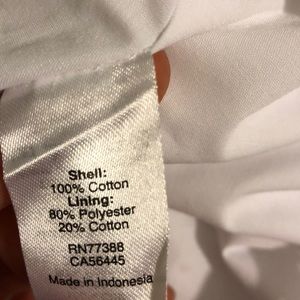 Shell:
100% Cotton
Lining:
80% Polyester
20% Cotton
RN77388
CA56445
Made in Indonesia